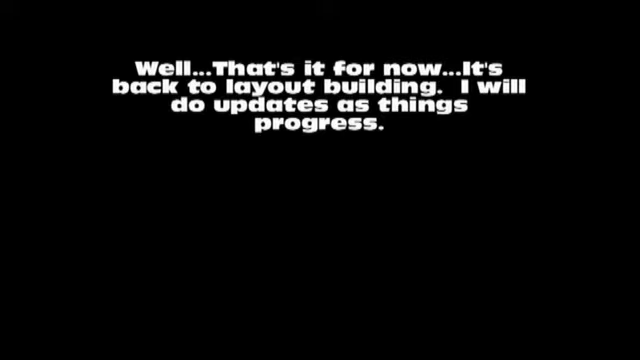 Well...That's it for now...It's
back to layout building.  I will
do updates as things
progress.